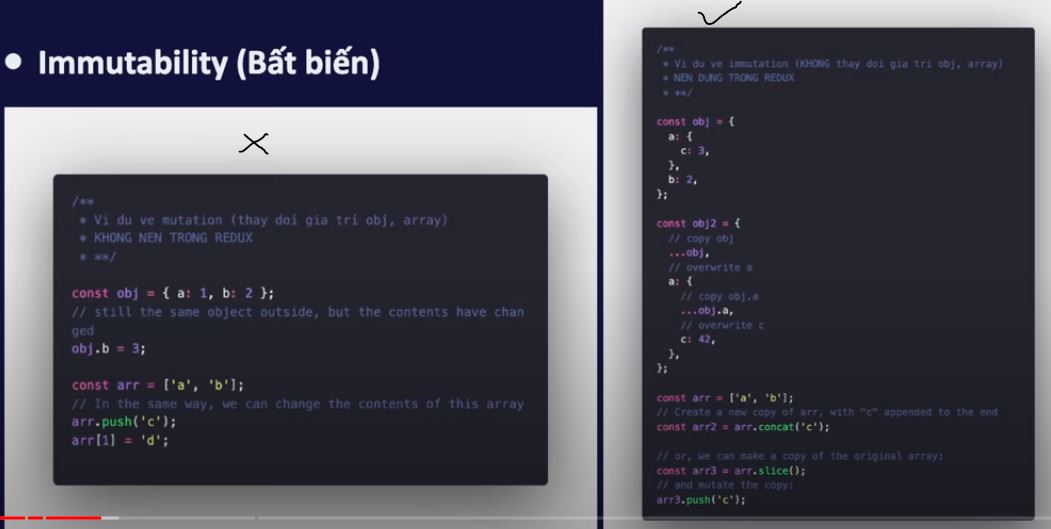 • Immutability (Bất biến)
/**
* Vi du ve mutation (thay doi gia tri obj, array)
* KHONG NEN TRONG REDUX
* **/
const obj = { a: 1, b: 2 };
// still the same object outside, but the contents have chan
ged
obj.b = 3;
const arr = ['a', 'b'];
// In the same way, we can change the contents of this array
arr.push('c');
arr[1] = 'd';
/**
* Vi du ve immutation (KHONG thay doi gia tri obj, array)
* NEN DUNG TRONG REDUX
* **/
const obj = {
a: {
c: 3,
},
b: 2,
};
const obj2 = {
// copy obj
...obj,
// overwrite a
a: {
// copy obj.a
...obj.a,
// overwrite c
c: 42,
},
};
const arr = ['a', 'b'];
// Create a new copy of arr, with "c" appended to the end
const arr2 = arr.concat('c');
// or, we can make a copy of the original array:
const arr3 = arr.slice();
// and mutate the copy:
arr3.push('c');